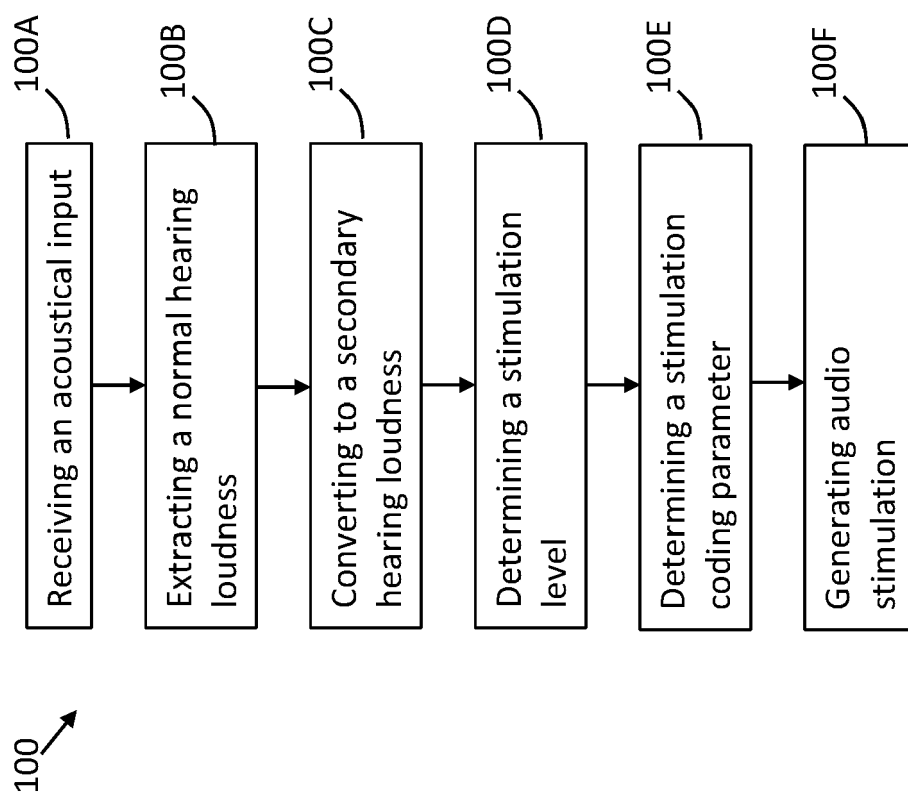 100
Receiving an acoustical input
100A
Extracting a normal hearing
loudness
100B
Converting to a secondary
hearing loudness
100C
Determining a stimulation
level
100D
Determining a stimulation
coding parameter
100E
Generating audio
stimulation
100F